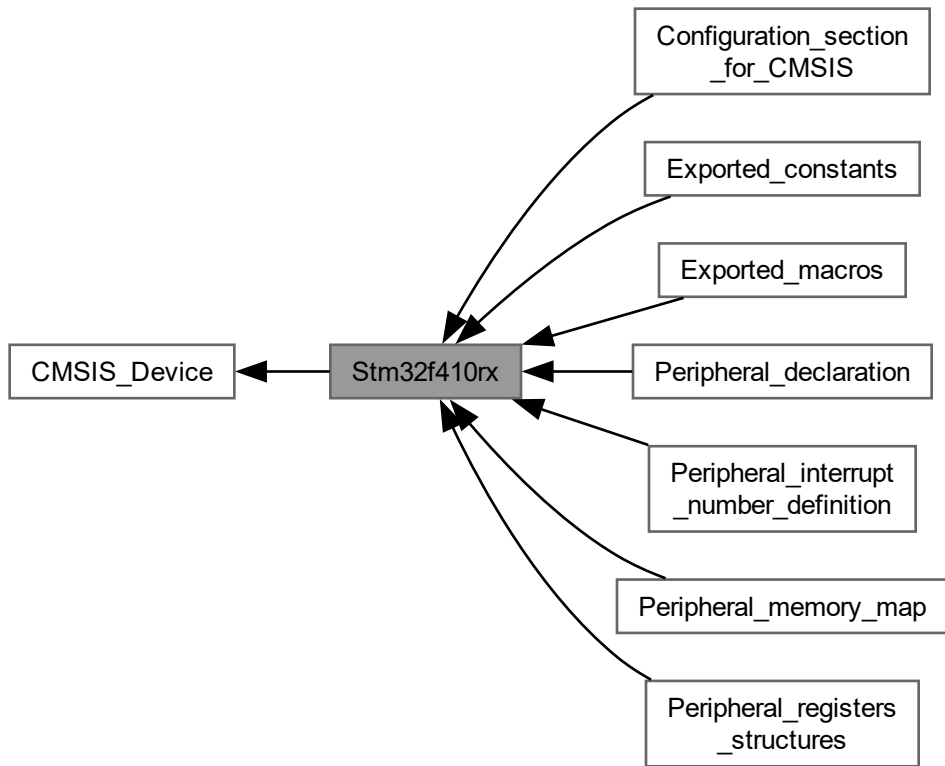 Configuration_section
_for_CMSIS
Exported_constants
Exported_macros
CMSIS_Device
Stm32f410rx
Peripheral_declaration
Peripheral_interrupt
_number_definition
Peripheral_memory_map
Peripheral_registers
_structures